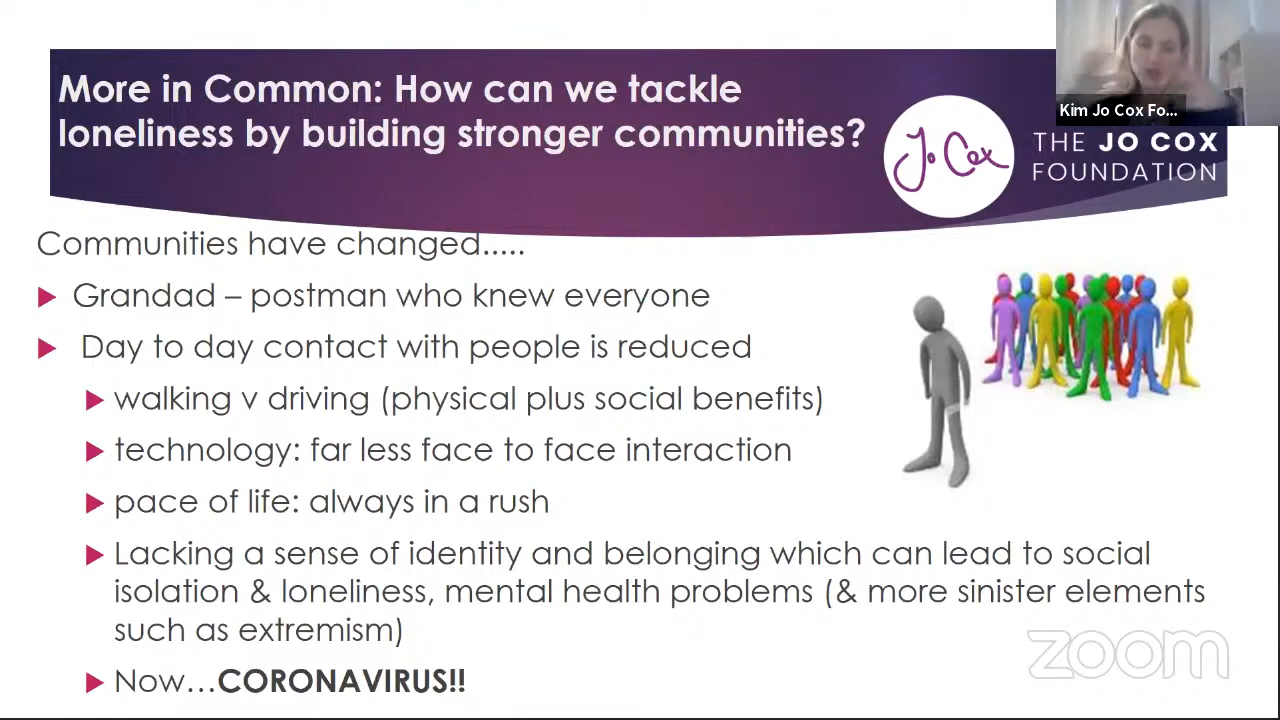 More in Common: How can we tackle
loneliness by building stronger communities?
Jo Cox
THE JO COX
FOUNDATION
Kim Jo Cox Fo...
Communities have changed.....
Grandad – postman who knew everyone
Day to day contact with people is reduced
walking v driving (physical plus social benefits)
technology: far less face to face interaction
pace of life: always in a rush
Lacking a sense of identity and belonging which can lead to social
isolation & loneliness, mental health problems (& more sinister elements
such as extremism)
Now…CORONAVIRUS!!
zoom